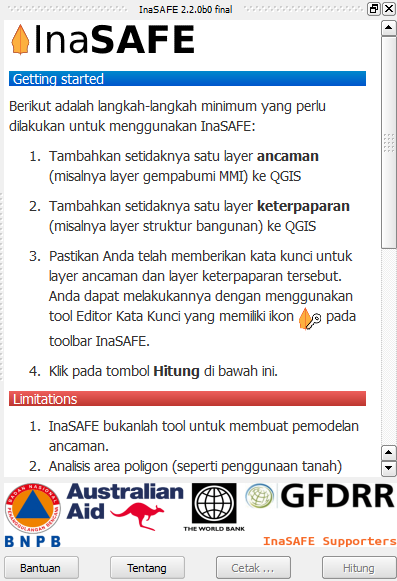 InaSAFE 2.2.0b0 final
InaSAFE
Getting started
Berikut adalah langkah-langkah minimum yang perlu
dilakukan untuk menggunakan InaSAFE:
1. Tambahkan setidaknya satu layer ancaman
(misalnya layer gempabumi MMI) ke QGIS
2. Tambahkan setidaknya satu layer keterpaparan
(misalnya layer struktur bangunan) ke QGIS
3. Pastikan Anda telah memberikan kata kunci untuk
layer ancaman dan layer keterpaparan tersebut.
Anda dapat melakukannya dengan menggunakan
tool Editor Kata Kunci yang memiliki ikon pada
toolbar InaSAFE.
4. Klik pada tombol Hitung di bawah ini.
Limitations
1. InaSAFE bukanlah tool untuk membuat pemodelan
ancaman.
2. Analisis area poligon (seperti penggunaan tanah)
BADAN NASIONAL
PENANGGULANGAN BENCANA
BNPB
Australian
Aid
THE WORLD BANK
GFDRR
InaSAFE Supporters
Bantuan
Tentang
Cetak ...
Hitung